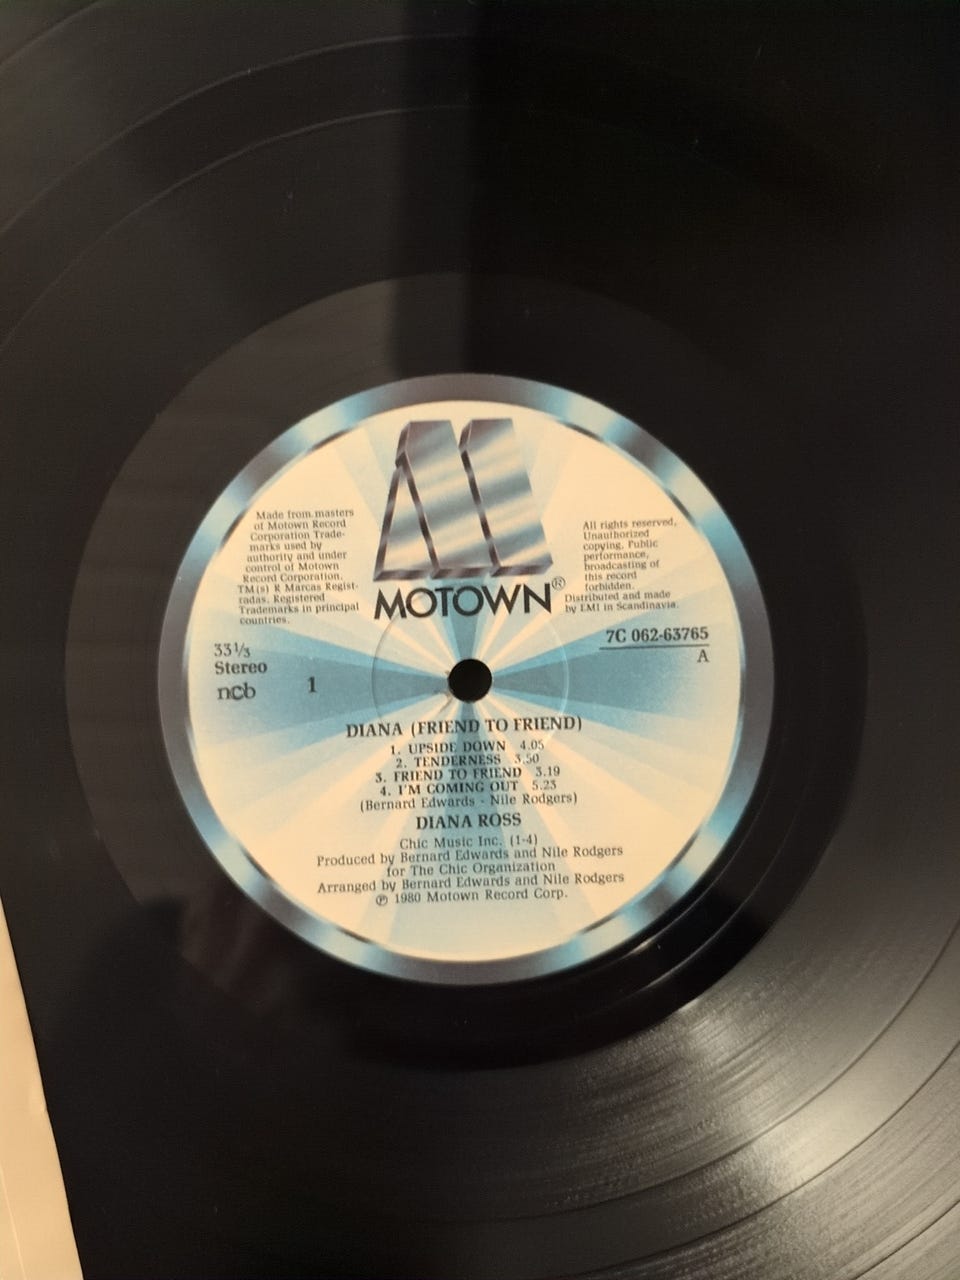 Made from masters
of Motown Record
Corporation Trade-
marks used by
authority and under
control of Motown
Record Corporation.
TM(s) R Marcas Regist-
radas. Registered
Trademarks in principal
countries.
MOTOWN®
All rights reserved,
Unauthorized
copying, Public
performance,
broadcasting of
this record
forbidden.
Distributed and made
by EMI in Scandinavia.
33⅓
Stereo
ncb
1
7C 062-63765
A
DIANA (FRIEND TO FRIEND)
1. UPSIDE DOWN 4.05
2. TENDERNESS 3.50
3. FRIEND TO FRIEND 3.19
4. I'M COMING OUT 5.23
(Bernard Edwards - Nile Rodgers)
DIANA ROSS
Chic Music Inc. (1-4)
Produced by Bernard Edwards and Nile Rodgers
for The Chic Organization
Arranged by Bernard Edwards and Nile Rodgers
℗ 1980 Motown Record Corp.